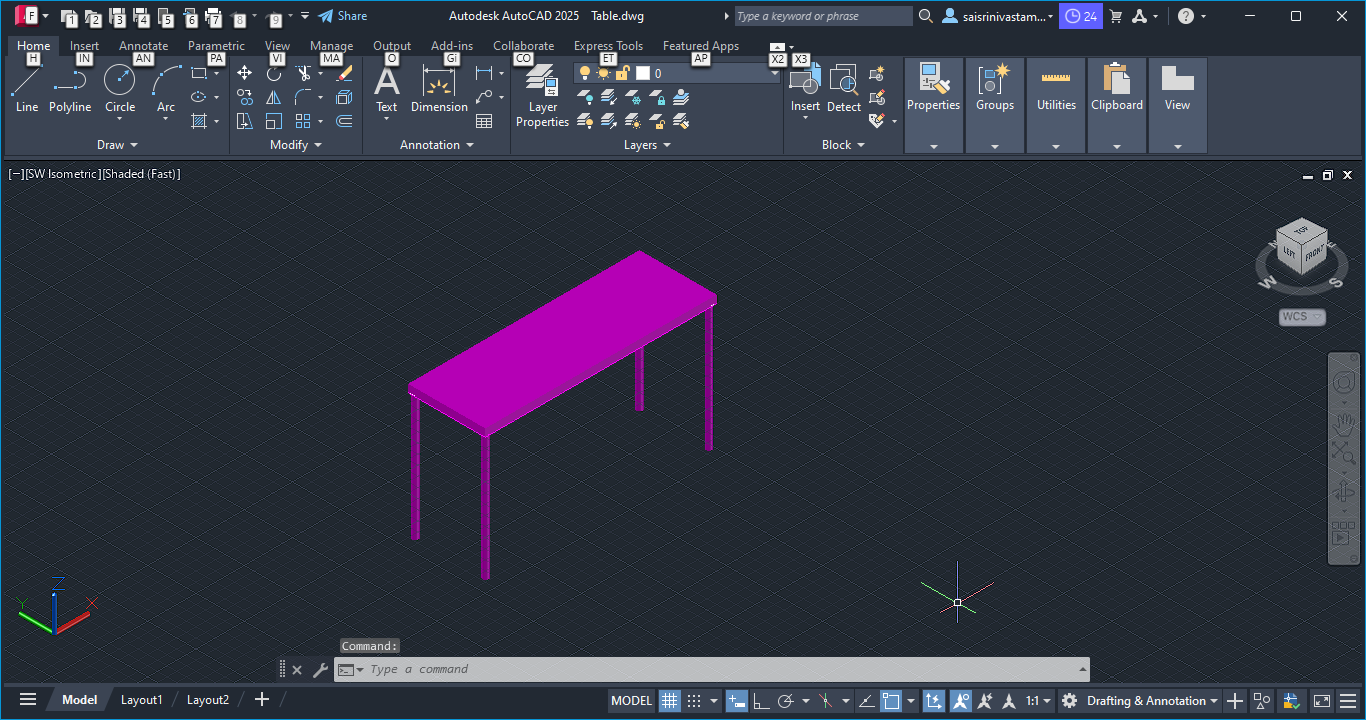 F 1 2 3 4 5 6 7 8 9 Share Autodesk AutoCAD 2025 Table.dwg Type a keyword or phrase saisrinivastam... 24 ?
Home Insert Annotate Parametric View Manage Output Add-ins Collaborate Express Tools Featured Apps
H IN AN PA VI MA O GI CO ET AP X2 X3
0
Line Polyline Circle Arc
Text Dimension
Layer
Properties
Insert Detect
Properties Groups Utilities Clipboard View
Draw Modify Annotation Layers Block
[−][SW Isometric][Shaded (Fast)]
TOP
LEFT FRONT
N E
W S
WCS
Z
Y X
Command:
Type a command
Model Layout1 Layout2
MODEL 1:1 Drafting & Annotation